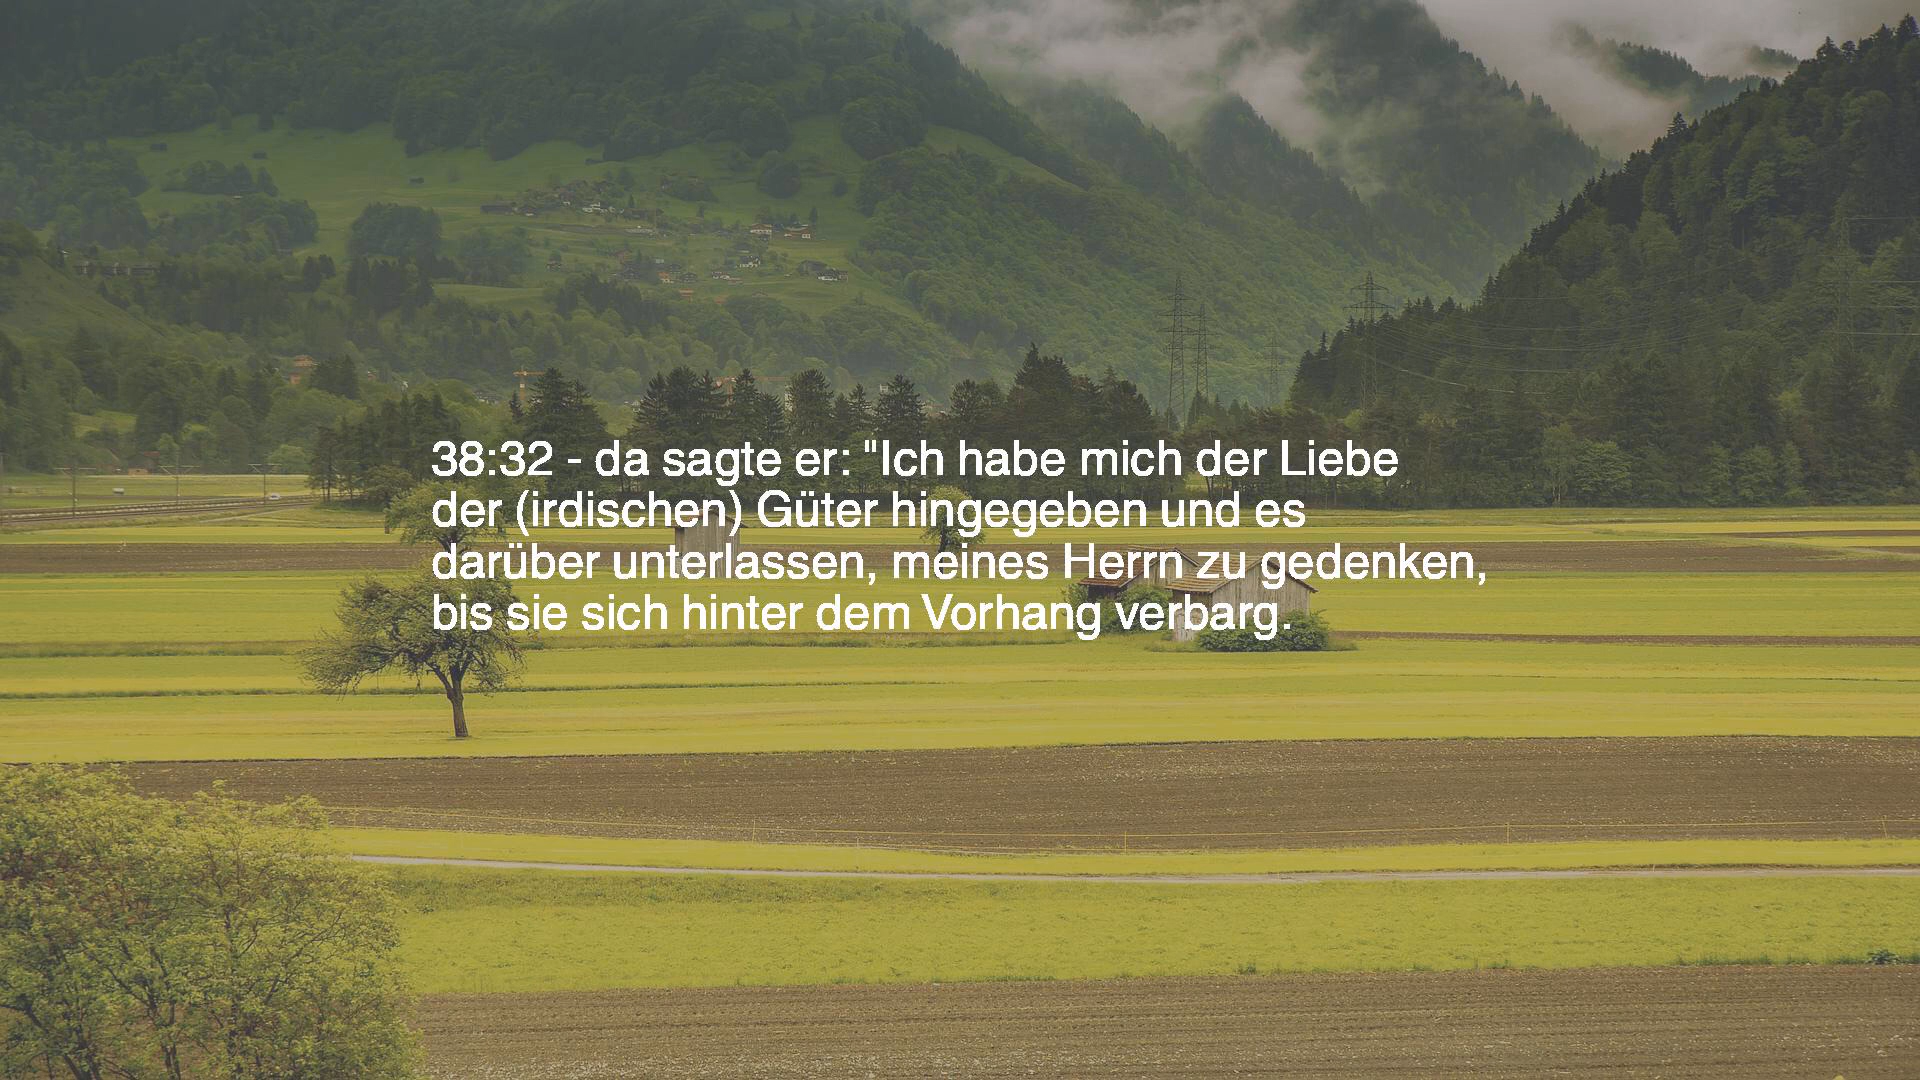 38:32 - da sagte er: "Ich habe mich der Liebe
der (irdischen) Güter hingegeben und es
darüber unterlassen, meines Herrn zu gedenken,
bis sie sich hinter dem Vorhang verbarg.